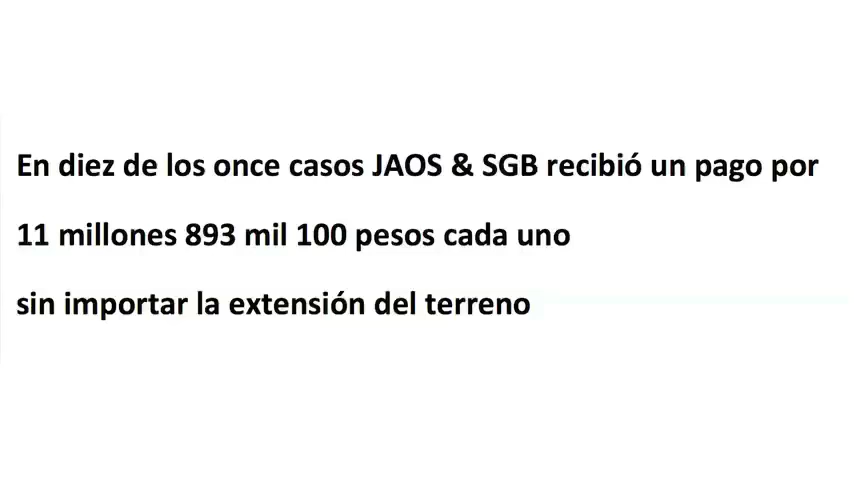 En diez de los once casos JAOS & SGB recibió un pago por
11 millones 893 mil 100 pesos cada uno
sin importar la extensión del terreno